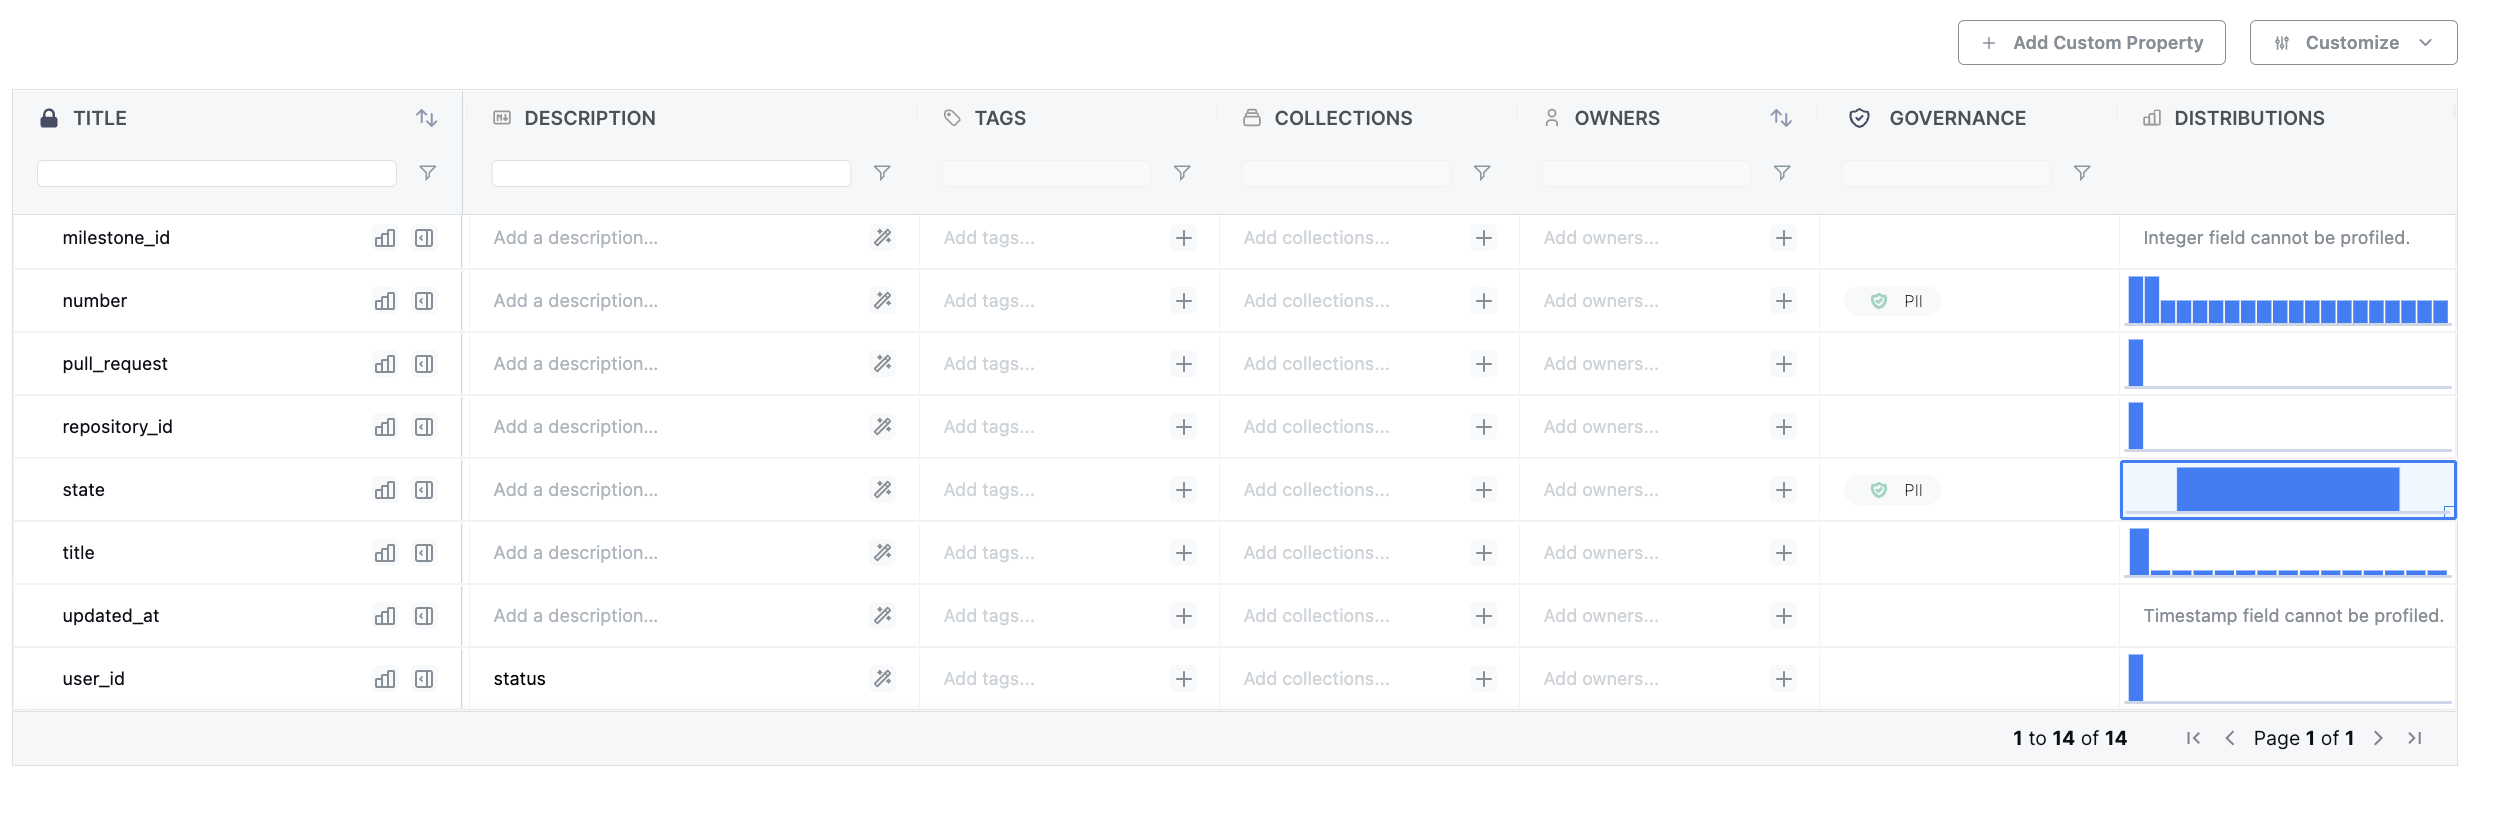 Add Custom Property Customize
TITLE DESCRIPTION TAGS COLLECTIONS OWNERS GOVERNANCE DISTRIBUTIONS
milestone_id Add a description... Add tags... Add collections... Add owners... Integer field cannot be profiled.
number Add a description... Add tags... Add collections... Add owners... PII
pull_request Add a description... Add tags... Add collections... Add owners...
repository_id Add a description... Add tags... Add collections... Add owners...
state Add a description... Add tags... Add collections... Add owners... PII
title Add a description... Add tags... Add collections... Add owners...
updated_at Add a description... Add tags... Add collections... Add owners... Timestamp field cannot be profiled.
user_id status Add tags... Add collections... Add owners...
1 to 14 of 14 Page 1 of 1